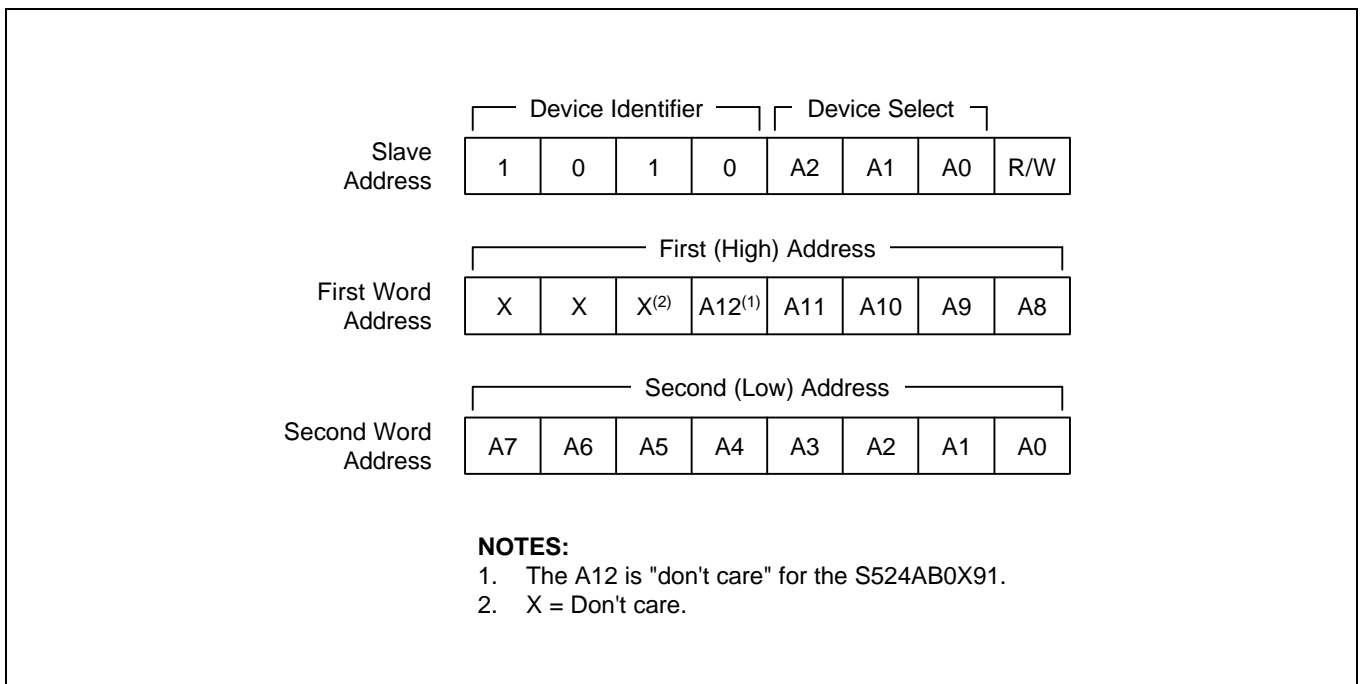 Device Identifier Device Select
Slave Address 1 0 1 0 A2 A1 A0 R/W
First (High) Address
First Word Address X X X(2) A12(1) A11 A10 A9 A8
Second (Low) Address
Second Word Address A7 A6 A5 A4 A3 A2 A1 A0
NOTES:
1. The A12 is "don't care" for the S524AB0X91.
2. X = Don't care.